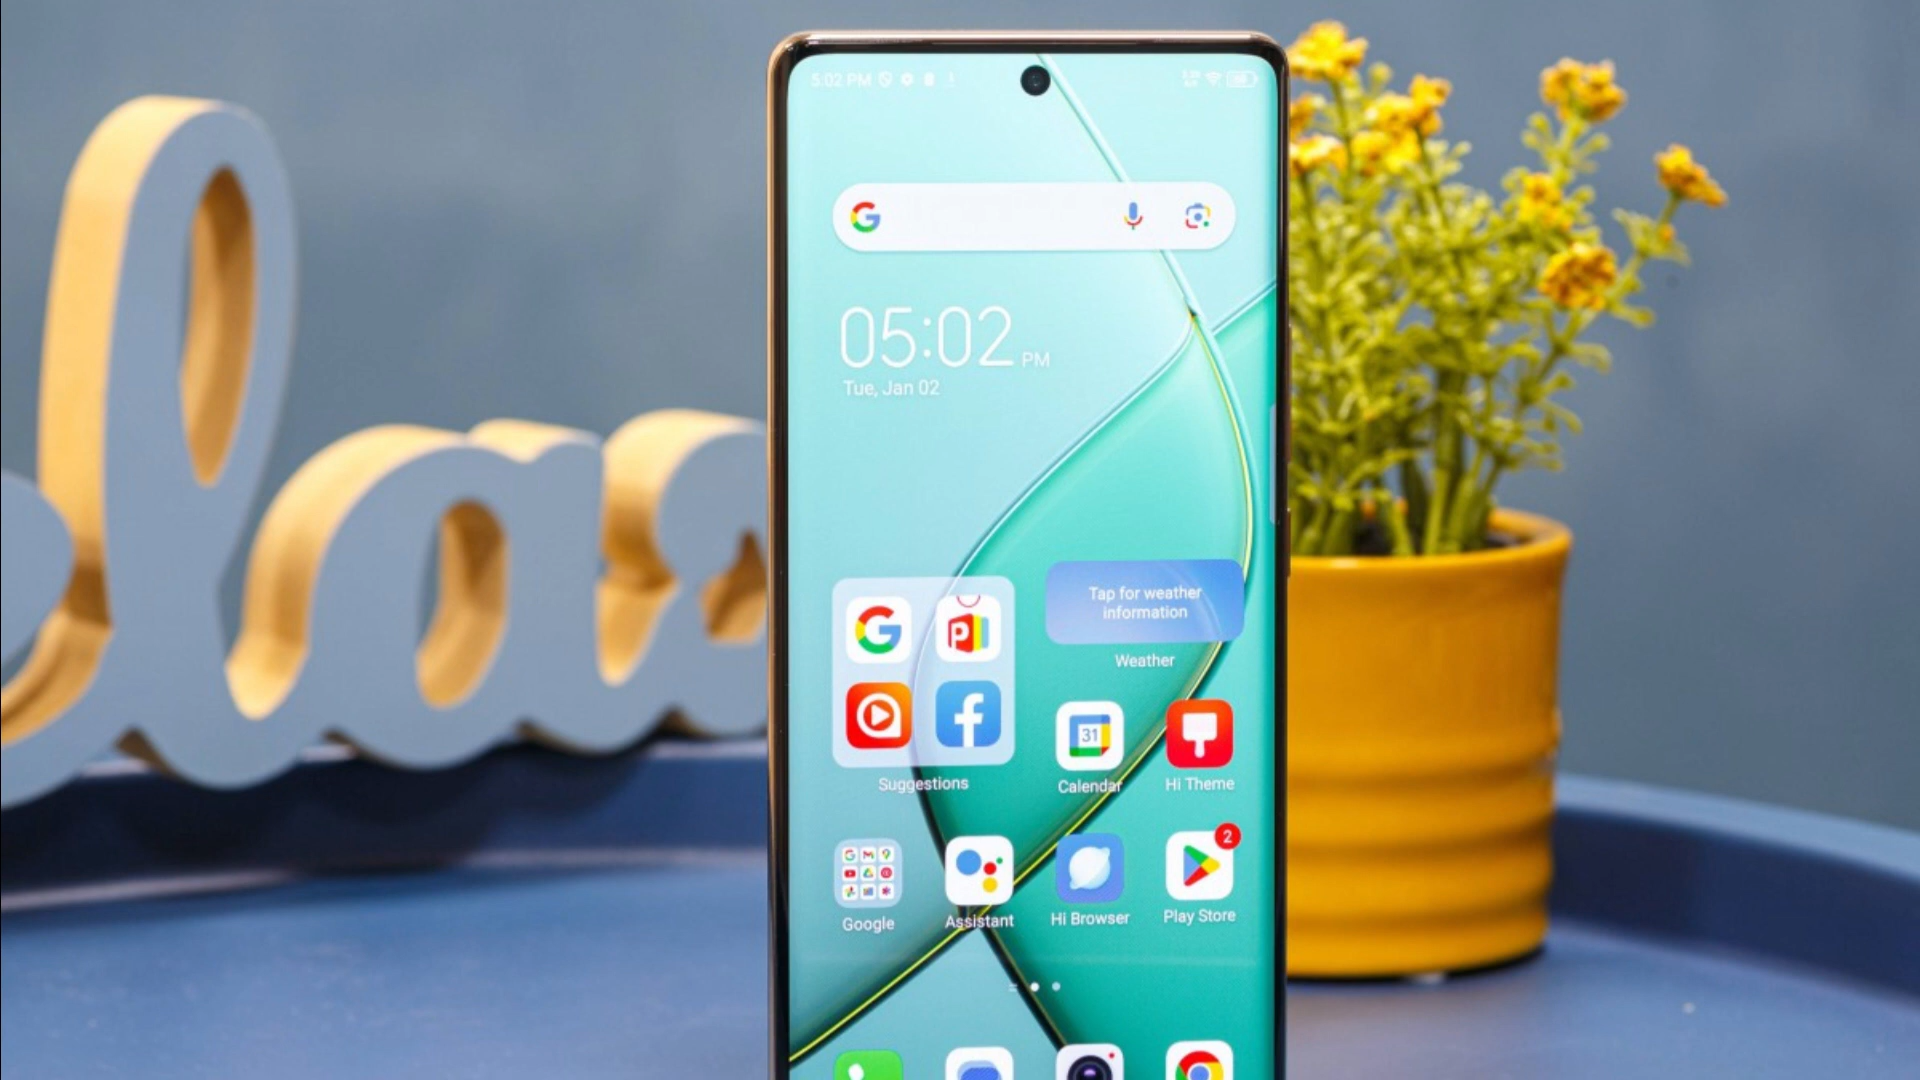 5:02 PM
05:02 PM
Tue, Jan 02
Tap for weather
information
Weather
31
Suggestions
Calendar
Hi Theme
2
Google
Assistant
Hi Browser
Play Store